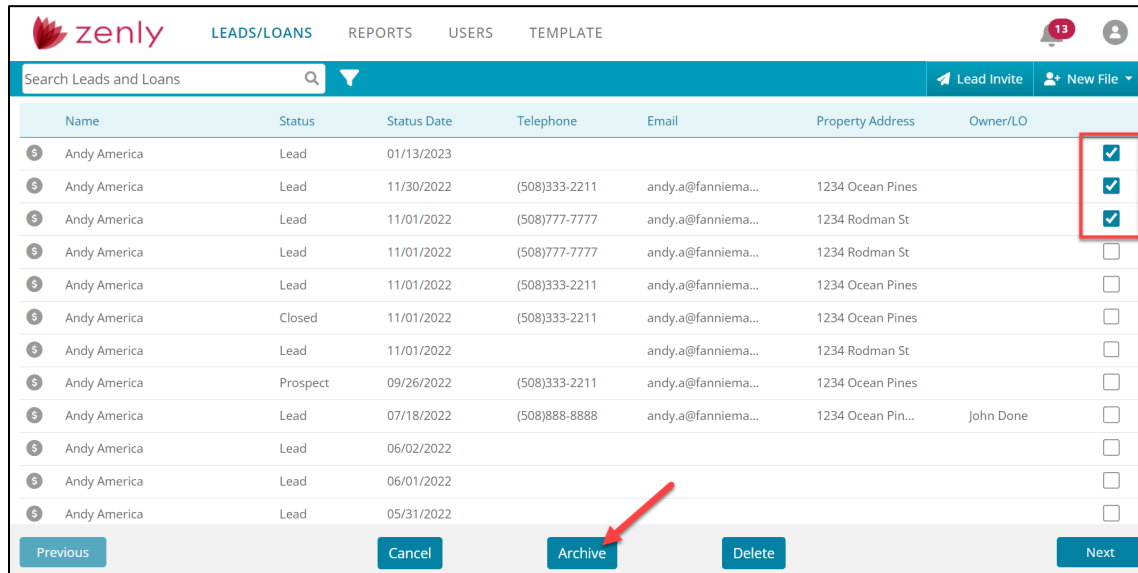 zenly LEADS/LOANS REPORTS USERS TEMPLATE 13
Search Leads and Loans Lead Invite New File
Name Status Status Date Telephone Email Property Address Owner/LO
$ Andy America Lead 01/13/2023
$ Andy America Lead 11/30/2022 (508)333-2211 andy.a@fanniema... 1234 Ocean Pines
$ Andy America Lead 11/01/2022 (508)777-7777 andy.a@fanniema... 1234 Rodman St
$ Andy America Lead 11/01/2022 (508)777-7777 andy.a@fanniema... 1234 Rodman St
$ Andy America Lead 11/01/2022 (508)333-2211 andy.a@fanniema... 1234 Ocean Pines
$ Andy America Closed 11/01/2022 (508)333-2211 andy.a@fanniema... 1234 Ocean Pines
$ Andy America Lead 11/01/2022 andy.a@fanniema... 1234 Rodman St
$ Andy America Prospect 09/26/2022 (508)333-2211 andy.a@fanniema... 1234 Ocean Pines
$ Andy America Lead 07/18/2022 (508)888-8888 andy.a@fanniema... 1234 Ocean Pin... John Done
$ Andy America Lead 06/02/2022
$ Andy America Lead 06/01/2022
$ Andy America Lead 05/31/2022
Previous Cancel Archive Delete Next